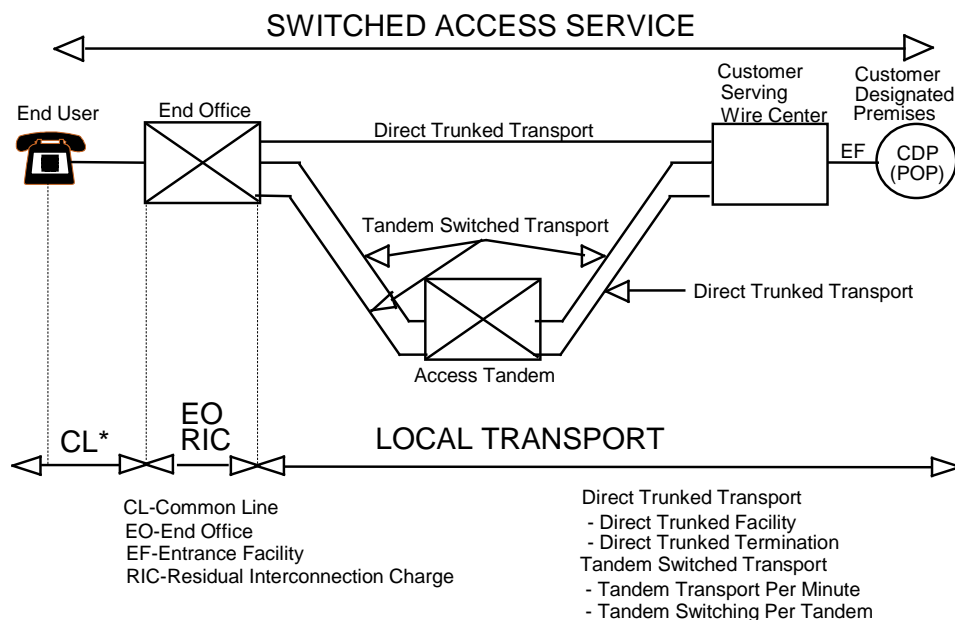 SWITCHED ACCESS SERVICE
End User
End Office
Direct Trunked Transport
Customer
Serving
Wire Center
Customer
Designated
Premises
EF
CDP
(POP)
Tandem Switched Transport
Direct Trunked Transport
Access Tandem
CL*
EO
RIC
LOCAL TRANSPORT
CL-Common Line
EO-End Office
EF-Entrance Facility
RIC-Residual Interconnection Charge
Direct Trunked Transport
- Direct Trunked Facility
- Direct Trunked Termination
Tandem Switched Transport
- Tandem Transport Per Minute
- Tandem Switching Per Tandem